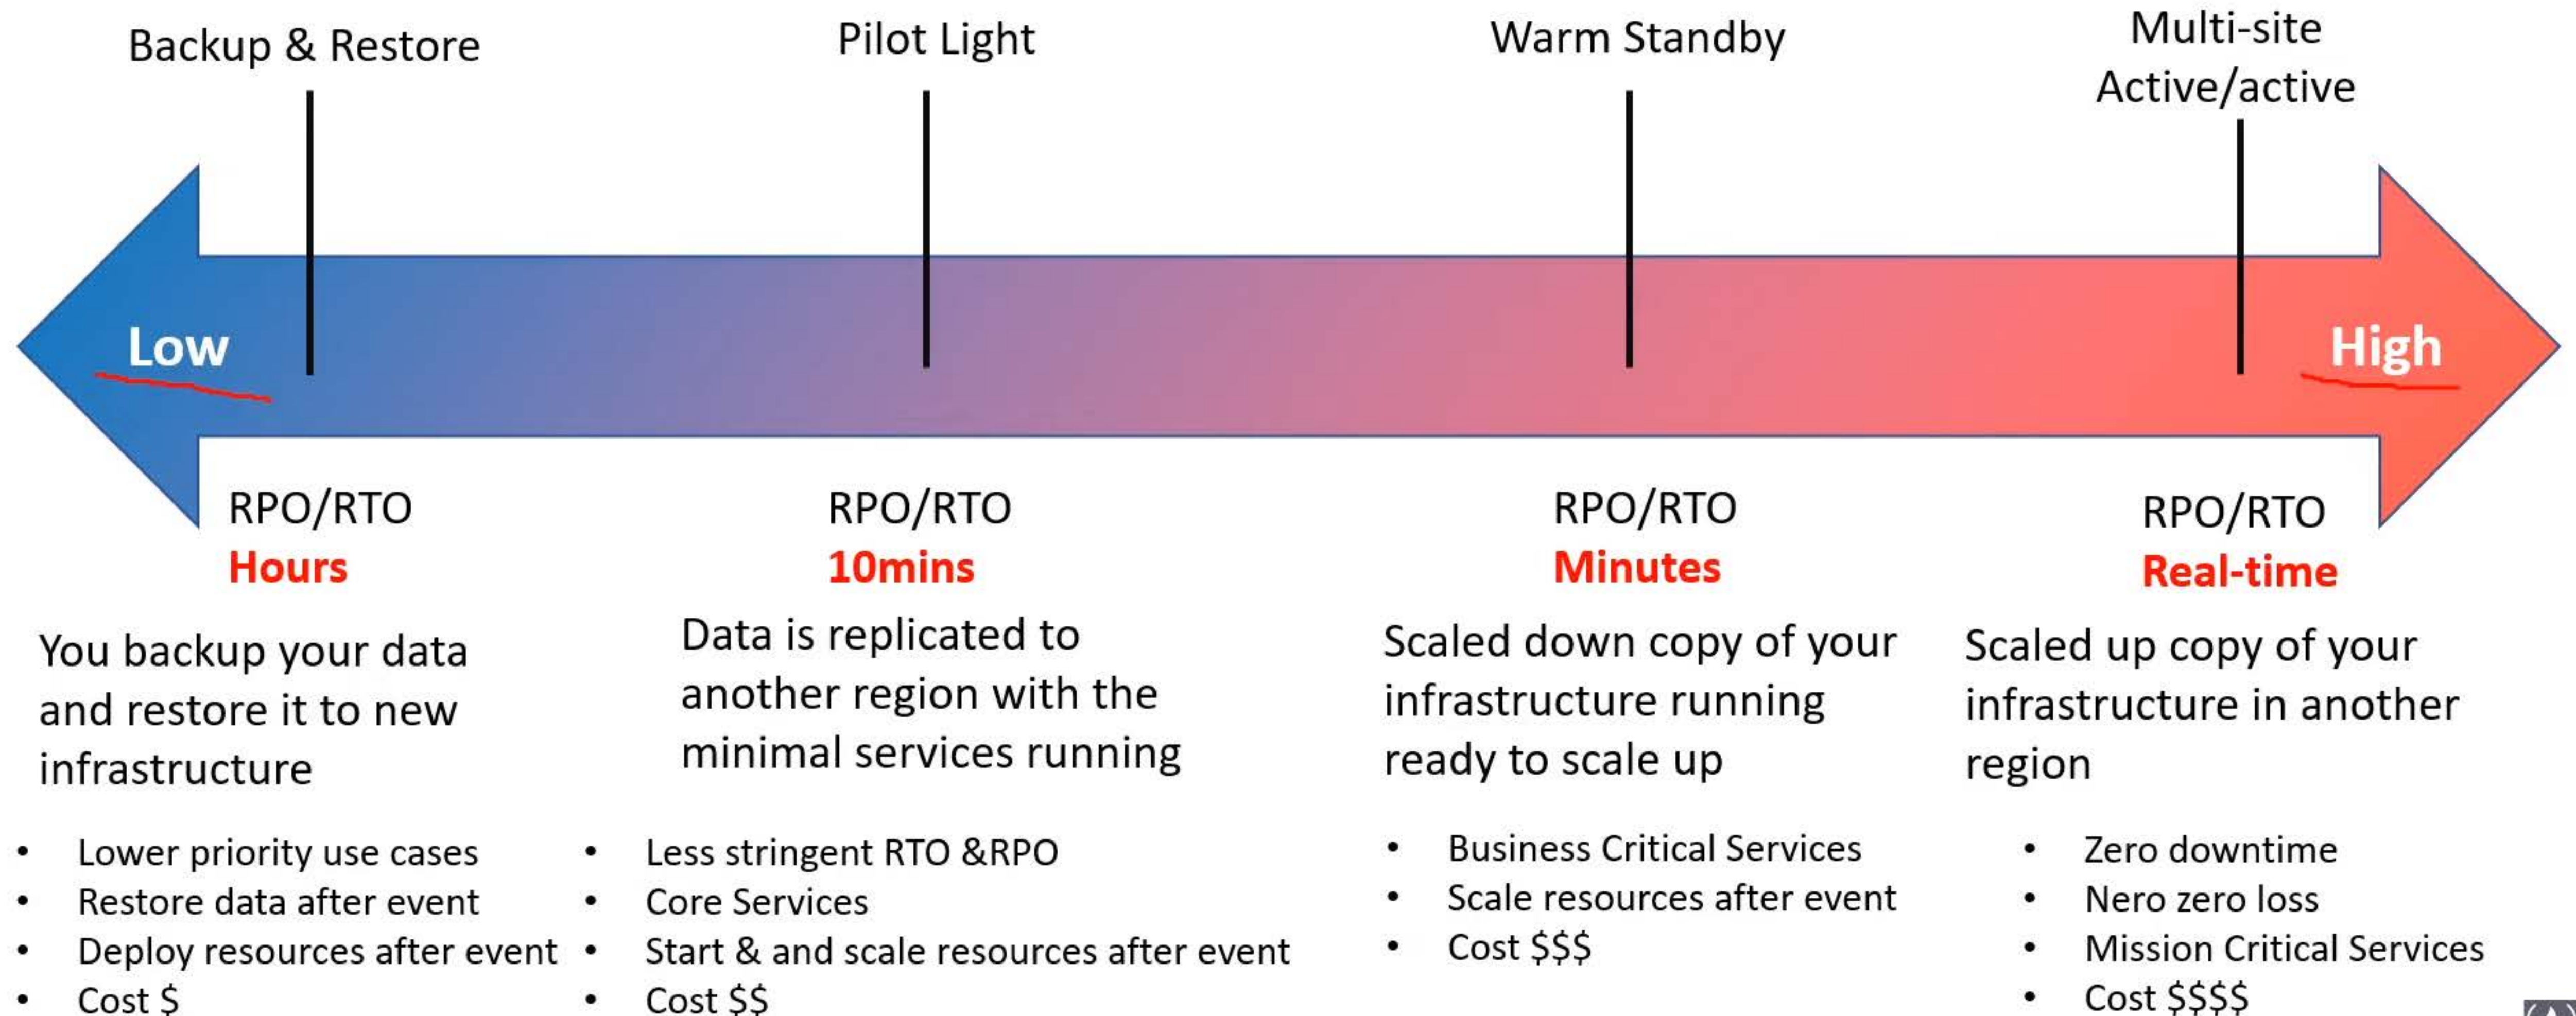 Backup & Restore
Pilot Light
Warm Standby
Multi-site
Active/active
Low
High
RPO/RTO
Hours
You backup your data
and restore it to new
infrastructure
• Lower priority use cases
• Restore data after event
• Deploy resources after event
• Cost $
RPO/RTO
10mins
Data is replicated to
another region with the
minimal services running
• Less stringent RTO &RPO
• Core Services
• Start & and scale resources after event
• Cost $$
RPO/RTO
Minutes
Scaled down copy of your
infrastructure running
ready to scale up
• Business Critical Services
• Scale resources after event
• Cost $$$
RPO/RTO
Real-time
Scaled up copy of your
infrastructure in another
region
• Zero downtime
• Nero zero loss
• Mission Critical Services
• Cost $$$$